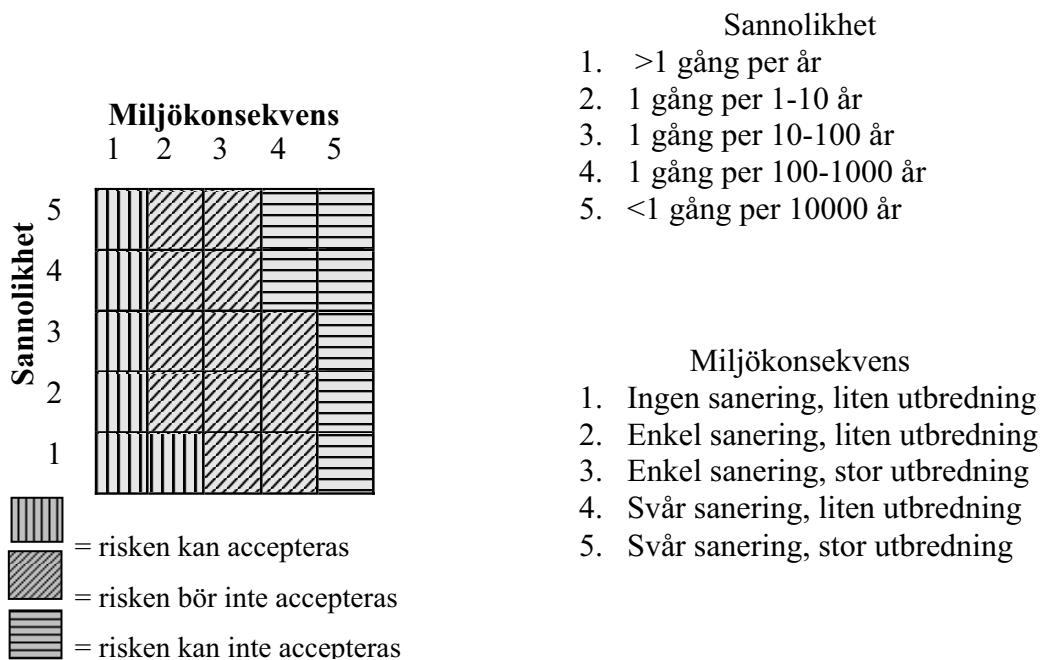 Miljökonsekvens
1 2 3 4 5
Sannolikhet
5
4
3
2
1
= risken kan accepteras
= risken bör inte accepteras
= risken kan inte accepteras
Sannolikhet
1. >1 gång per år
2. 1 gång per 1-10 år
3. 1 gång per 10-100 år
4. 1 gång per 100-1000 år
5. <1 gång per 10000 år
Miljökonsekvens
1. Ingen sanering, liten utbredning
2. Enkel sanering, liten utbredning
3. Enkel sanering, stor utbredning
4. Svår sanering, liten utbredning
5. Svår sanering, stor utbredning